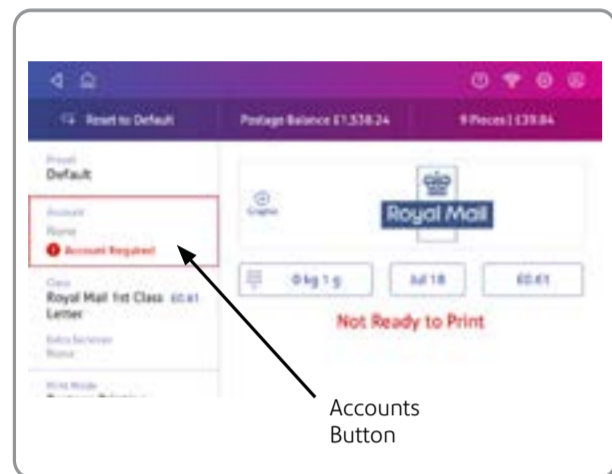 Reset to Default
Postage Balance £1,538.24
9 Pieces | £39.84
Preset
Default
Account
None
Account Required
Graphic
Royal Mail
Class
Royal Mail 1st Class £0.61
Letter
Extra Services
None
0 kg 1 g
Jul 18
£0.61
Not Ready to Print
Print Mode
Accounts
Button